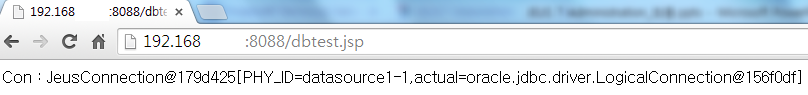 192.168 :8088/dbte
192.168 :8088/dbtest.jsp
Con : JeusConnection@179d425[PHY_ID=datasource1-1,actual=oracle.jdbc.driver.LogicalConnection@156f0df]